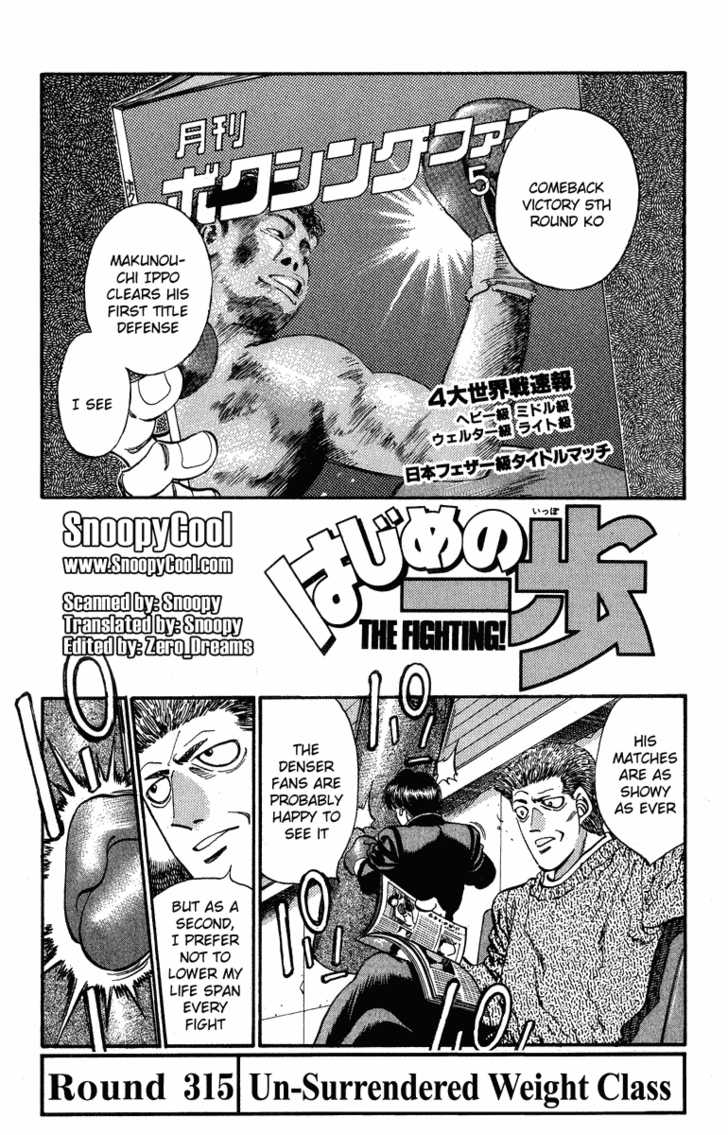 月刊
ボクシングファン
5
COMEBACK
VICTORY 5TH
ROUND KO
MAKUNOU-
CHI IPPO
CLEARS HIS
FIRST TITLE
DEFENSE
I SEE
4大世界戦速報
ヘビー級 ミドル級
ウェルター級 ライト級
日本フェザー級タイトルマッチ
SnoopyCool
www.SnoopyCool.com
Scanned by: Snoopy
Translated by: Snoopy
Edited by: Zero_Dreams
いっぽ
はじめの一歩
THE FIGHTING!
HIS
MATCHES
ARE AS
SHOWY
AS EVER
THE
DENSER
FANS ARE
PROBABLY
HAPPY TO
SEE IT
BUT AS A
SECOND,
I PREFER
NOT TO
LOWER MY
LIFE SPAN
EVERY
FIGHT
Round 315
Un-Surrendered Weight Class